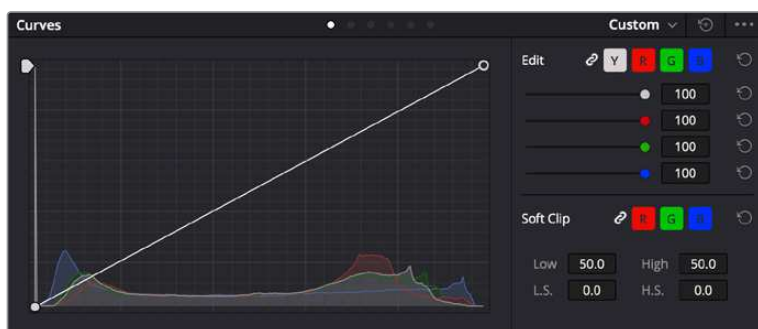 Curves
Custom
Edit Y R G B
100
100
100
100
Soft Clip R G B
Low 50.0 High 50.0
L.S. 0.0 H.S. 0.0